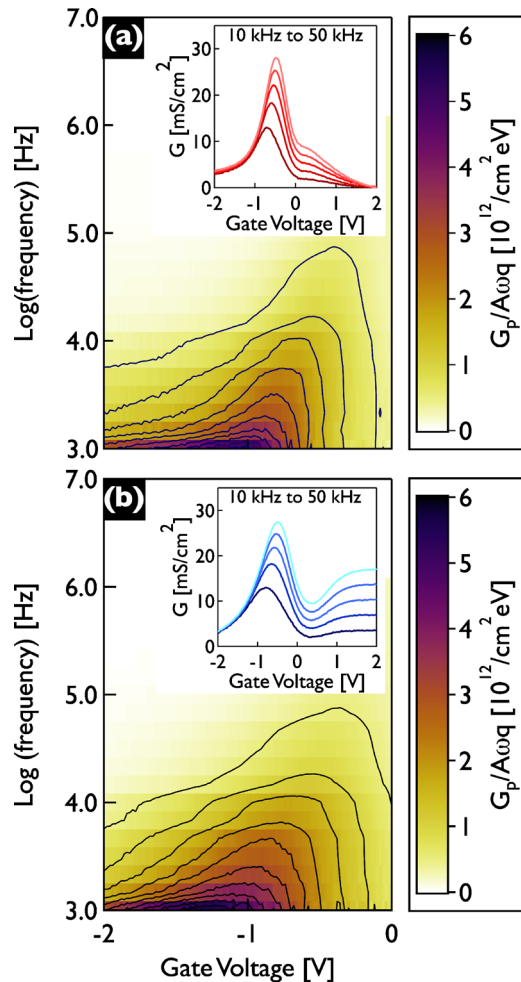 (a)
10 kHz to 50 kHz
G [mS/cm²]
30
20
10
0
-2 -1 0 1 2
Gate Voltage [V]
Log(frequency) [Hz]
7.0
6.0
5.0
4.0
3.0
6
5
4
3
2
1
0
Gₚ/Aωq [10¹²/cm² eV]
(b)
10 kHz to 50 kHz
G [mS/cm²]
30
20
10
0
-2 -1 0 1 2
Gate Voltage [V]
Log (frequency) [Hz]
7.0
6.0
5.0
4.0
3.0
-2 -1 0
Gate Voltage [V]
6
5
4
3
2
1
0
Gₚ/Aωq [10¹²/cm² eV]